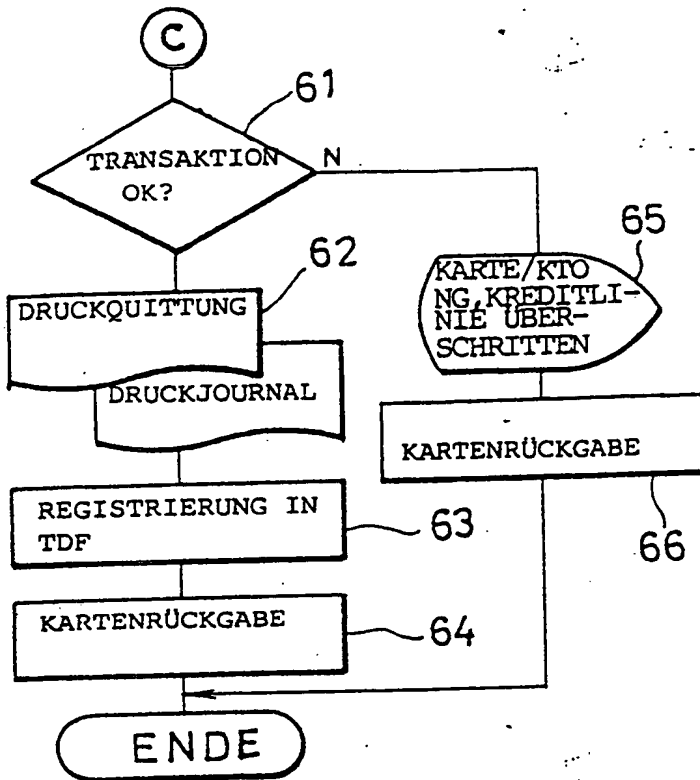 C
61
TRANSAKTION
OK?
N
62
DRUCKQUITTUNG
DRUCKJOURNAL
REGISTRIERUNG IN
TDF
63
KARTENRÜCKGABE
64
65
KARTE/KTO
NG,KREDITLI-
NIE ÜBER-
SCHRITTEN
KARTENRÜCKGABE
66
ENDE